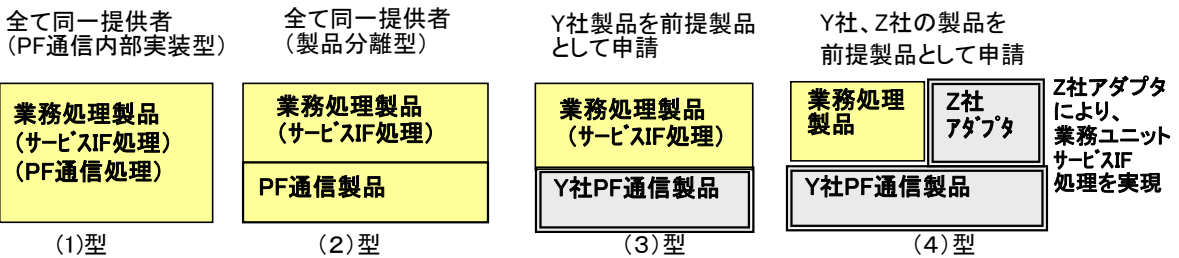 全て同一提供者
(PF通信内部実装型)
業務処理製品
(サービスIF処理)
(PF通信処理)
(1)型
全て同一提供者
(製品分離型)
業務処理製品
(サービスIF処理)
PF通信製品
(2)型
Y社製品を前提製品
として申請
業務処理製品
(サービスIF処理)
Y社PF通信製品
(3)型
Y社、Z社の製品を
前提製品として申請
業務処理
製品
Z社
アダプタ
Y社PF通信製品
Z社アダプタ
により、
業務ユニット
サービスIF
処理を実現
(4)型